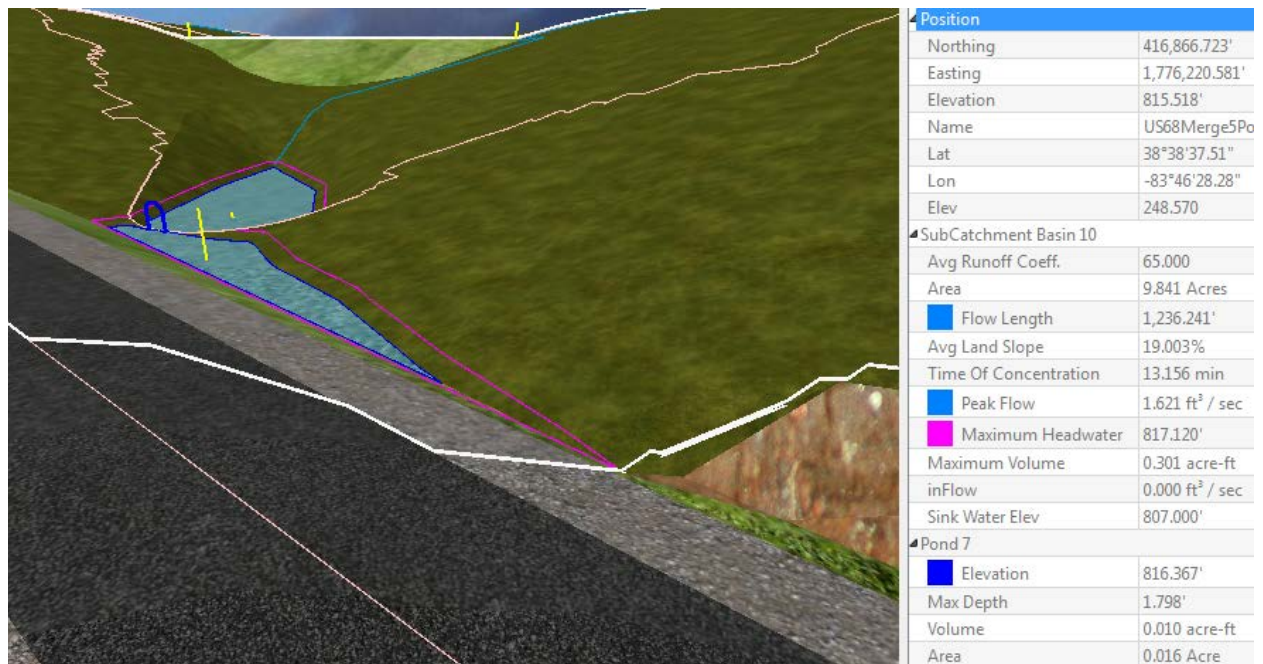 Position
Northing 416,866.723'
Easting 1,776,220.581'
Elevation 815.518'
Name US68Merge5Po
Lat 38°38'37.51"
Lon -83°46'28.28"
Elev 248.570
SubCatchment Basin 10
Avg Runoff Coeff. 65.000
Area 9.841 Acres
Flow Length 1,236.241'
Avg Land Slope 19.003%
Time Of Concentration 13.156 min
Peak Flow 1.621 ft³ / sec
Maximum Headwater 817.120'
Maximum Volume 0.301 acre-ft
inFlow 0.000 ft³ / sec
Sink Water Elev 807.000'
Pond 7
Elevation 816.367'
Max Depth 1.798'
Volume 0.010 acre-ft
Area 0.016 Acre